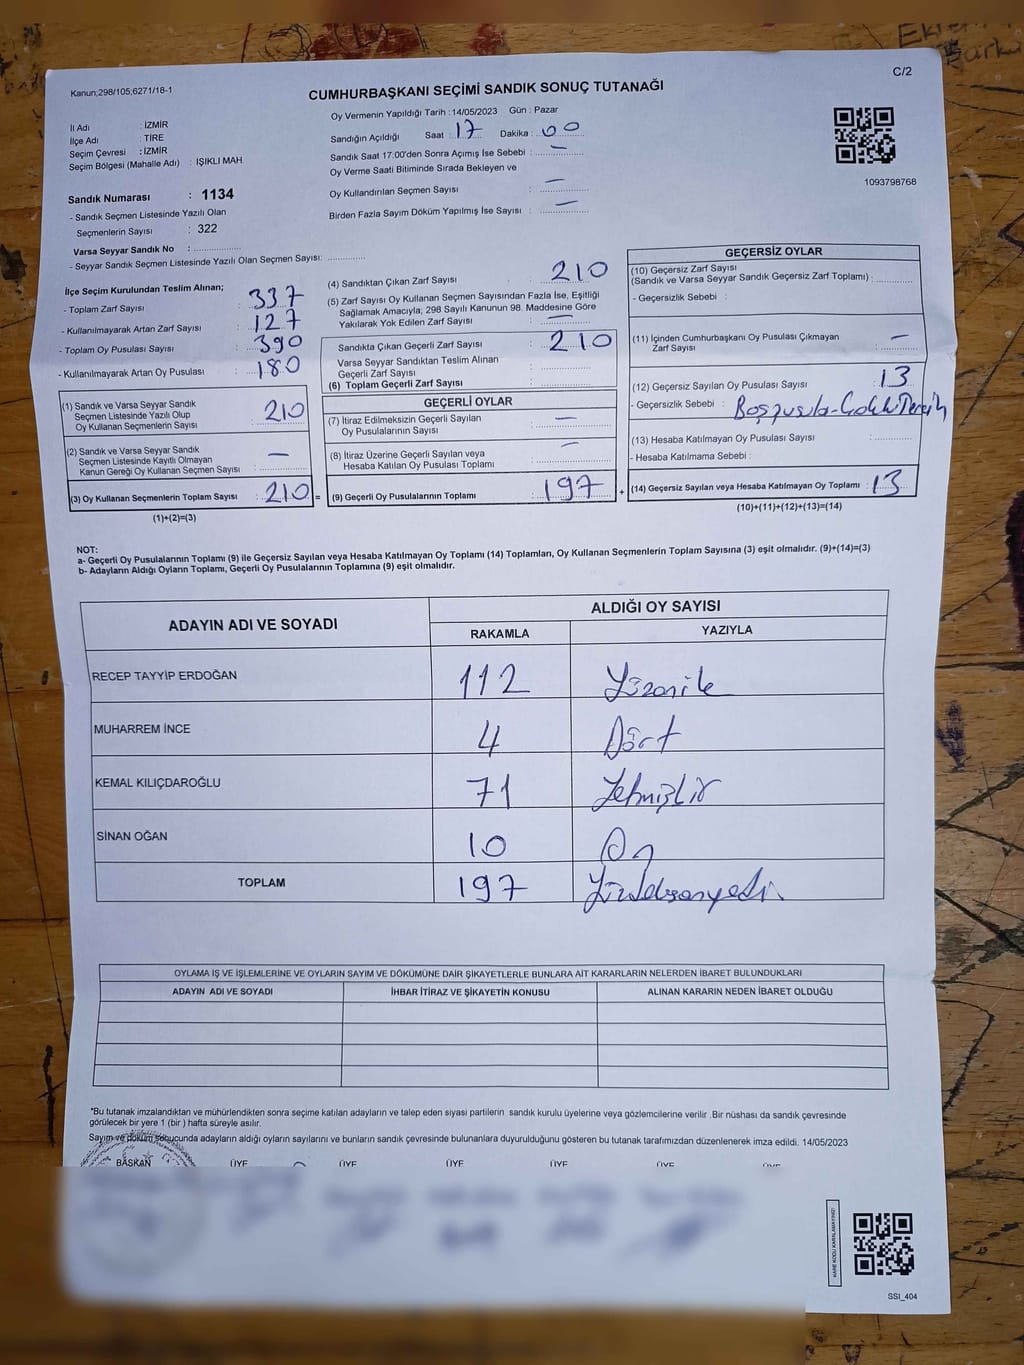 C/2
Kanun;298/105;6271/18-1
CUMHURBAŞKANI SEÇİMİ SANDIK SONUÇ TUTANAĞI
İl Adı : İZMİR
İlçe Adı : TİRE
Seçim Çevresi : İZMİR
Seçim Bölgesi (Mahalle Adı) : IŞIKLI MAH.
Sandık Numarası : 1134
- Sandık Seçmen Listesinde Yazılı Olan
Seçmenlerin Sayısı : 322
Varsa Seyyar Sandık No : ..............
- Seyyar Sandık Seçmen Listesinde Yazılı Olan Seçmen Sayısı: ..............
Oy Vermenin Yapıldığı Tarih : 14/05/2023 Gün : Pazar
Sandığın Açıldığı Saat 17 Dakika : 00
Sandık Saat 17:00'den Sonra Açımış İse Sebebi : —
Oy Verme Saati Bitiminde Sırada Bekleyen ve
Oy Kullandırılan Seçmen Sayısı : —
Birden Fazla Sayım Döküm Yapılmış İse Sayısı : —
1093798768
İlçe Seçim Kurulundan Teslim Alınan;
- Toplam Zarf Sayısı : 337
- Kullanılmayarak Artan Zarf Sayısı : 127
- Toplam Oy Pusulası Sayısı : 390
- Kullanılmayarak Artan Oy Pusulası : 180
(1) Sandık ve Varsa Seyyar Sandık
Seçmen Listesinde Yazılı Olup
Oy Kullanan Seçmenlerin Sayısı : 210
(2) Sandık ve Varsa Seyyar Sandık
Seçmen Listesinde Kayıtlı Olmayan
Kanun Gereği Oy Kullanan Seçmen Sayısı : —
(3) Oy Kullanan Seçmenlerin Toplam Sayısı : 210 =
(1)+(2)=(3)
(4) Sandıktan Çıkan Zarf Sayısı : 210
(5) Zarf Sayısı Oy Kullanan Seçmen Sayısından Fazla İse, Eşitliği
Sağlamak Amacıyla; 298 Sayılı Kanunun 98. Maddesine Göre
Yakılarak Yok Edilen Zarf Sayısı : —
Sandıkta Çıkan Geçerli Zarf Sayısı : 210
Varsa Seyyar Sandıktan Teslim Alınan
Geçerli Zarf Sayısı : ..............
(6) Toplam Geçerli Zarf Sayısı : ..............
GEÇERLİ OYLAR
(7) İtiraz Edilmeksizin Geçerli Sayılan
Oy Pusulalarının Sayısı : —
(8) İtiraz Üzerine Geçerli Sayılan veya
Hesaba Katılan Oy Pusulası Toplamı : —
(9) Geçerli Oy Pusulalarının Toplamı : 197 +
GEÇERSİZ OYLAR
(10) Geçersiz Zarf Sayısı
(Sandık ve Varsa Seyyar Sandık Geçersiz Zarf Toplamı) : ..............
- Geçersizlik Sebebi :
(11) İçinden Cumhurbaşkanı Oy Pusulası Çıkmayan
Zarf Sayısı : —
(12) Geçersiz Sayılan Oy Pusulası Sayısı : 13
- Geçersizlik Sebebi : Boşpusula-Çoklu Tercih
(13) Hesaba Katılmayan Oy Pusulası Sayısı : ..............
- Hesaba Katılmama Sebebi :
(14) Geçersiz Sayılan veya Hesaba Katılmayan Oy Toplamı : 13
(10)+(11)+(12)+(13)=(14)
NOT:
a- Geçerli Oy Pusulalarının Toplamı (9) ile Geçersiz Sayılan veya Hesaba Katılmayan Oy Toplamı (14) Toplamları, Oy Kullanan Seçmenlerin Toplam Sayısına (3) eşit olmalıdır. (9)+(14)=(3)
b- Adayların Aldığı Oyların Toplamı, Geçerli Oy Pusulalarının Toplamına (9) eşit olmalıdır.
ADAYIN ADI VE SOYADI ALDIĞI OY SAYISI
RAKAMLA YAZIYLA
RECEP TAYYİP ERDOĞAN 112 Yüzoniki
MUHARREM İNCE 4 Dört
KEMAL KILIÇDAROĞLU 71 Yetmişbir
SİNAN OĞAN 10 On
TOPLAM 197 Yüzdoksanyedi
OYLAMA İŞ VE İŞLEMLERİNE VE OYLARIN SAYIM VE DÖKÜMÜNE DAİR ŞİKAYETLERLE BUNLARA AİT KARARLARIN NELERDEN İBARET BULUNDUKLARI
ADAYIN ADI VE SOYADI İHBAR İTİRAZ VE ŞİKAYETİN KONUSU ALINAN KARARIN NEDEN İBARET OLDUĞU
"Bu tutanak imzalandıktan ve mühürlendikten sonra seçime katılan adayların ve talep eden siyasi partilerin sandık kurulu üyelerine veya gözlemcilerine verilir .Bir nüshası da sandık çevresinde
görülecek bir yere 1 (bir ) hafta süreyle asılır.
Sayım ve döküm sonucunda adayların aldığı oyların sayılarını ve bunların sandık çevresinde bulunanlara duyurulduğunu gösteren bu tutanak tarafımızdan düzenlenerek imza edildi. 14/05/2023
BAŞKAN ÜYE ÜYE ÜYE ÜYE ÜYE
KARE KODU KARALAMAYINIZ!
SSI_404